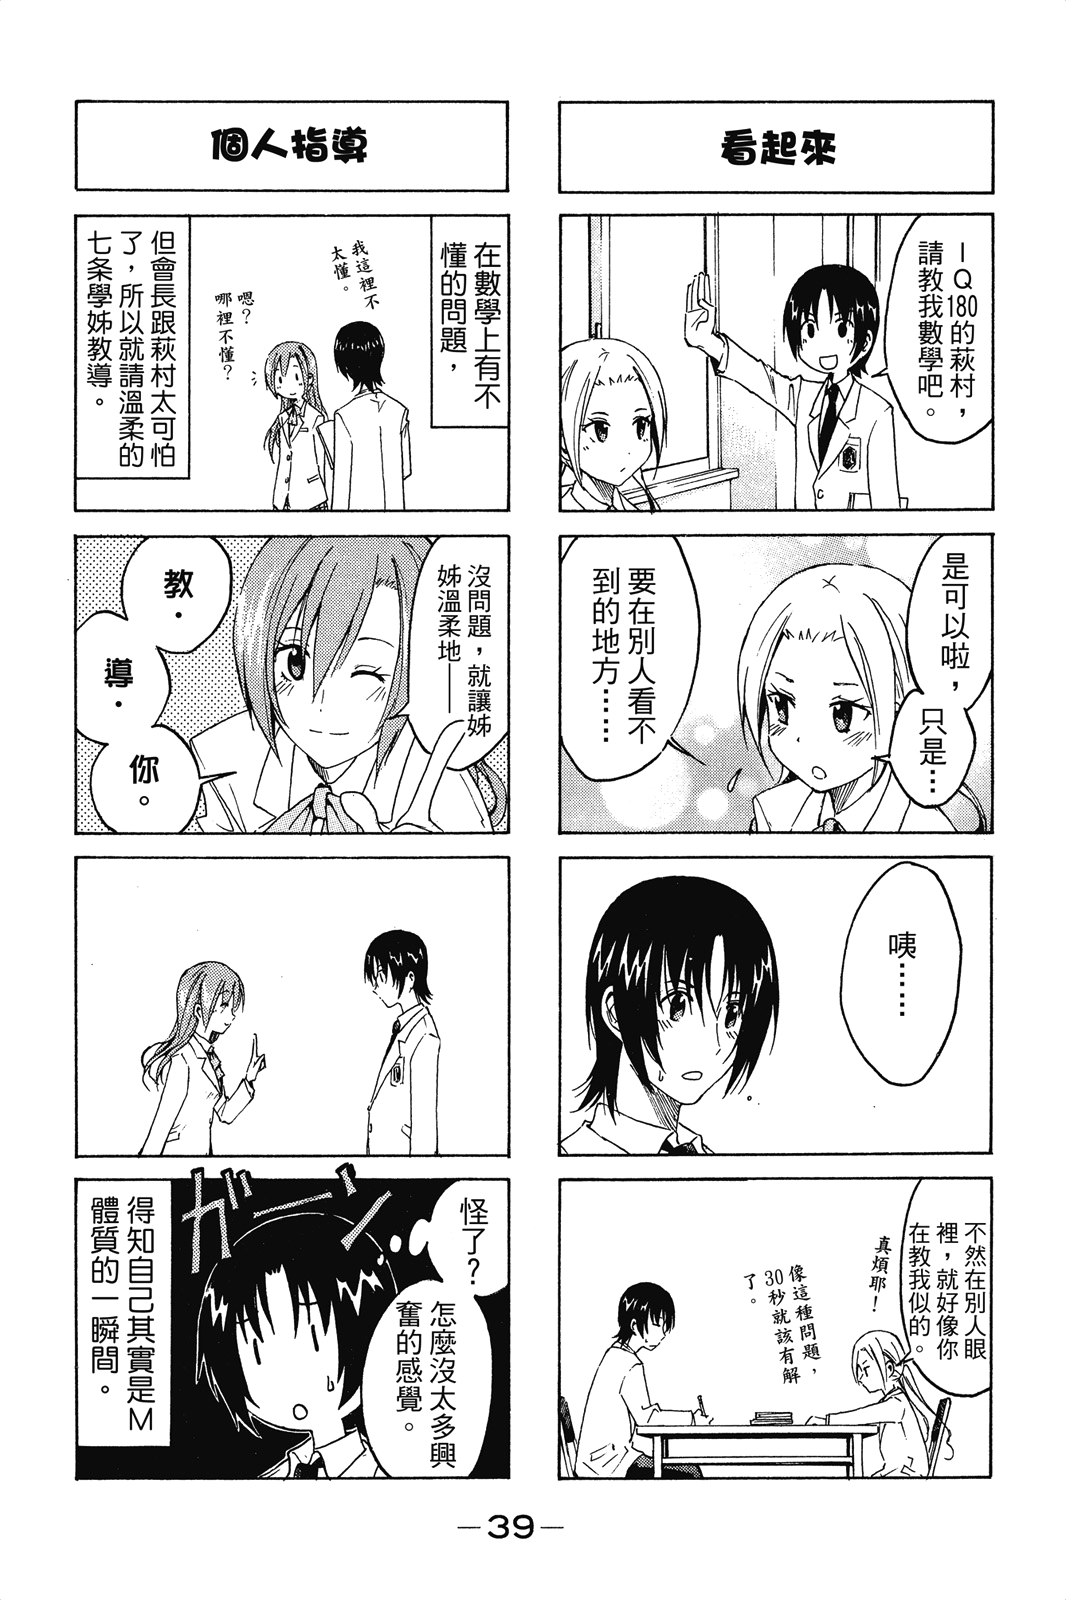 看起來
ＩＱ180的萩村，
請教我數學吧。
是可以啦，
只是…
要在別人看不
到的地方……
咦……
不然在別人眼
裡，就好像你
在教我似的。
真煩耶！
像這種問題，
30秒就該有解
了。
個人指導
在數學上有不
懂的問題，
我這裡不
太懂。
嗯？
哪裡不懂？
但會長跟萩村太可怕
了，所以就請溫柔的
七条學姊教導。
沒問題，就讓姊
姊溫柔地——
教．
導．
你。
怪了？
怎麼沒太多興
奮的感覺。
ガーン
得知自己其實是Ｍ
體質的一瞬間。
—39—